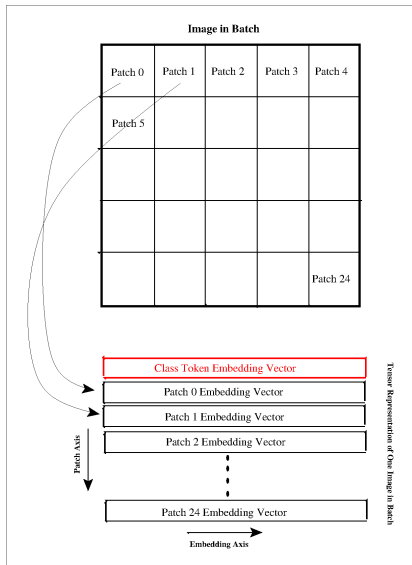 Image in Batch
Patch 0 Patch 1 Patch 2 Patch 3 Patch 4
Patch 5
Patch 24
Class Token Embedding Vector
Patch 0 Embedding Vector
Patch 1 Embedding Vector
Patch 2 Embedding Vector
Patch 24 Embedding Vector
Patch Axis
Embedding Axis
Tensor Representation of One Image in Batch